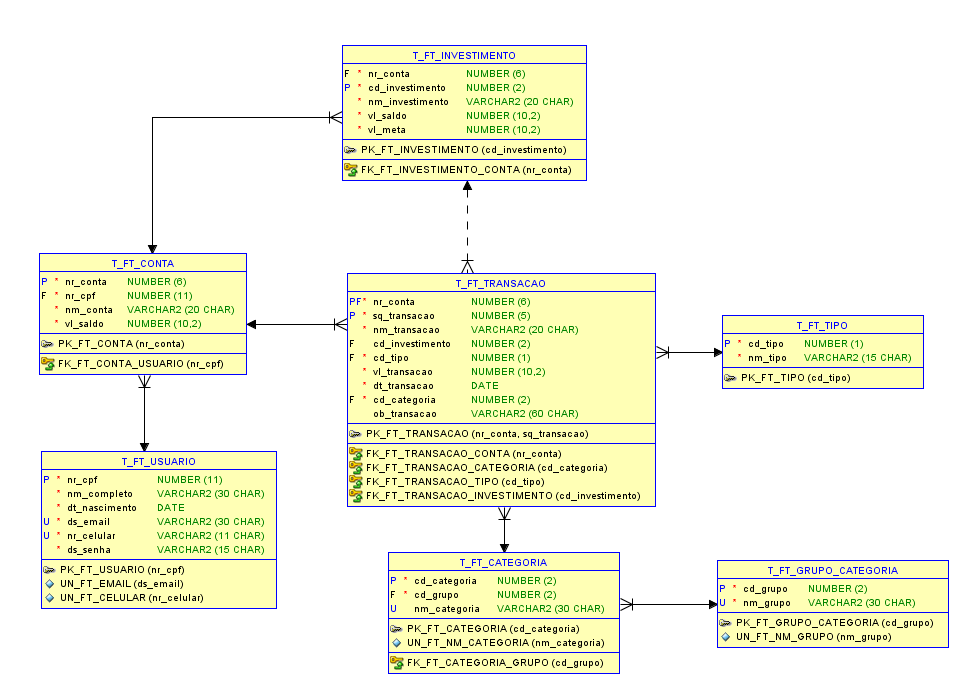 T_FT_INVESTIMENTO
F * nr_conta NUMBER (6)
P * cd_investimento NUMBER (2)
* nm_investimento VARCHAR2 (20 CHAR)
* vl_saldo NUMBER (10,2)
* vl_meta NUMBER (10,2)
PK_FT_INVESTIMENTO (cd_investimento)
FK_FT_INVESTIMENTO_CONTA (nr_conta)
T_FT_CONTA
P * nr_conta NUMBER (6)
F * nr_cpf NUMBER (11)
* nm_conta VARCHAR2 (20 CHAR)
* vl_saldo NUMBER (10,2)
PK_FT_CONTA (nr_conta)
FK_FT_CONTA_USUARIO (nr_cpf)
T_FT_TRANSACAO
PF* nr_conta NUMBER (6)
P * sq_transacao NUMBER (5)
* nm_transacao VARCHAR2 (20 CHAR)
F cd_investimento NUMBER (2)
F * cd_tipo NUMBER (1)
* vl_transacao NUMBER (10,2)
* dt_transacao DATE
F * cd_categoria NUMBER (2)
ob_transacao VARCHAR2 (60 CHAR)
PK_FT_TRANSACAO (nr_conta, sq_transacao)
FK_FT_TRANSACAO_CONTA (nr_conta)
FK_FT_TRANSACAO_CATEGORIA (cd_categoria)
FK_FT_TRANSACAO_TIPO (cd_tipo)
FK_FT_TRANSACAO_INVESTIMENTO (cd_investimento)
T_FT_TIPO
P * cd_tipo NUMBER (1)
* nm_tipo VARCHAR2 (15 CHAR)
PK_FT_TIPO (cd_tipo)
T_FT_USUARIO
P * nr_cpf NUMBER (11)
* nm_completo VARCHAR2 (30 CHAR)
* dt_nascimento DATE
U * ds_email VARCHAR2 (30 CHAR)
U * nr_celular VARCHAR2 (11 CHAR)
* ds_senha VARCHAR2 (15 CHAR)
PK_FT_USUARIO (nr_cpf)
UN_FT_EMAIL (ds_email)
UN_FT_CELULAR (nr_celular)
T_FT_CATEGORIA
P * cd_categoria NUMBER (2)
F * cd_grupo NUMBER (2)
U nm_categoria VARCHAR2 (30 CHAR)
PK_FT_CATEGORIA (cd_categoria)
UN_FT_NM_CATEGORIA (nm_categoria)
FK_FT_CATEGORIA_GRUPO (cd_grupo)
T_FT_GRUPO_CATEGORIA
P * cd_grupo NUMBER (2)
U * nm_grupo VARCHAR2 (30 CHAR)
PK_FT_GRUPO_CATEGORIA (cd_grupo)
UN_FT_NM_GRUPO (nm_grupo)